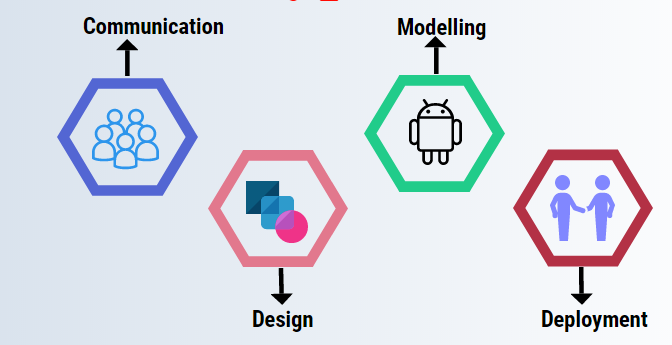 Communication
Modelling
Design
Deployment